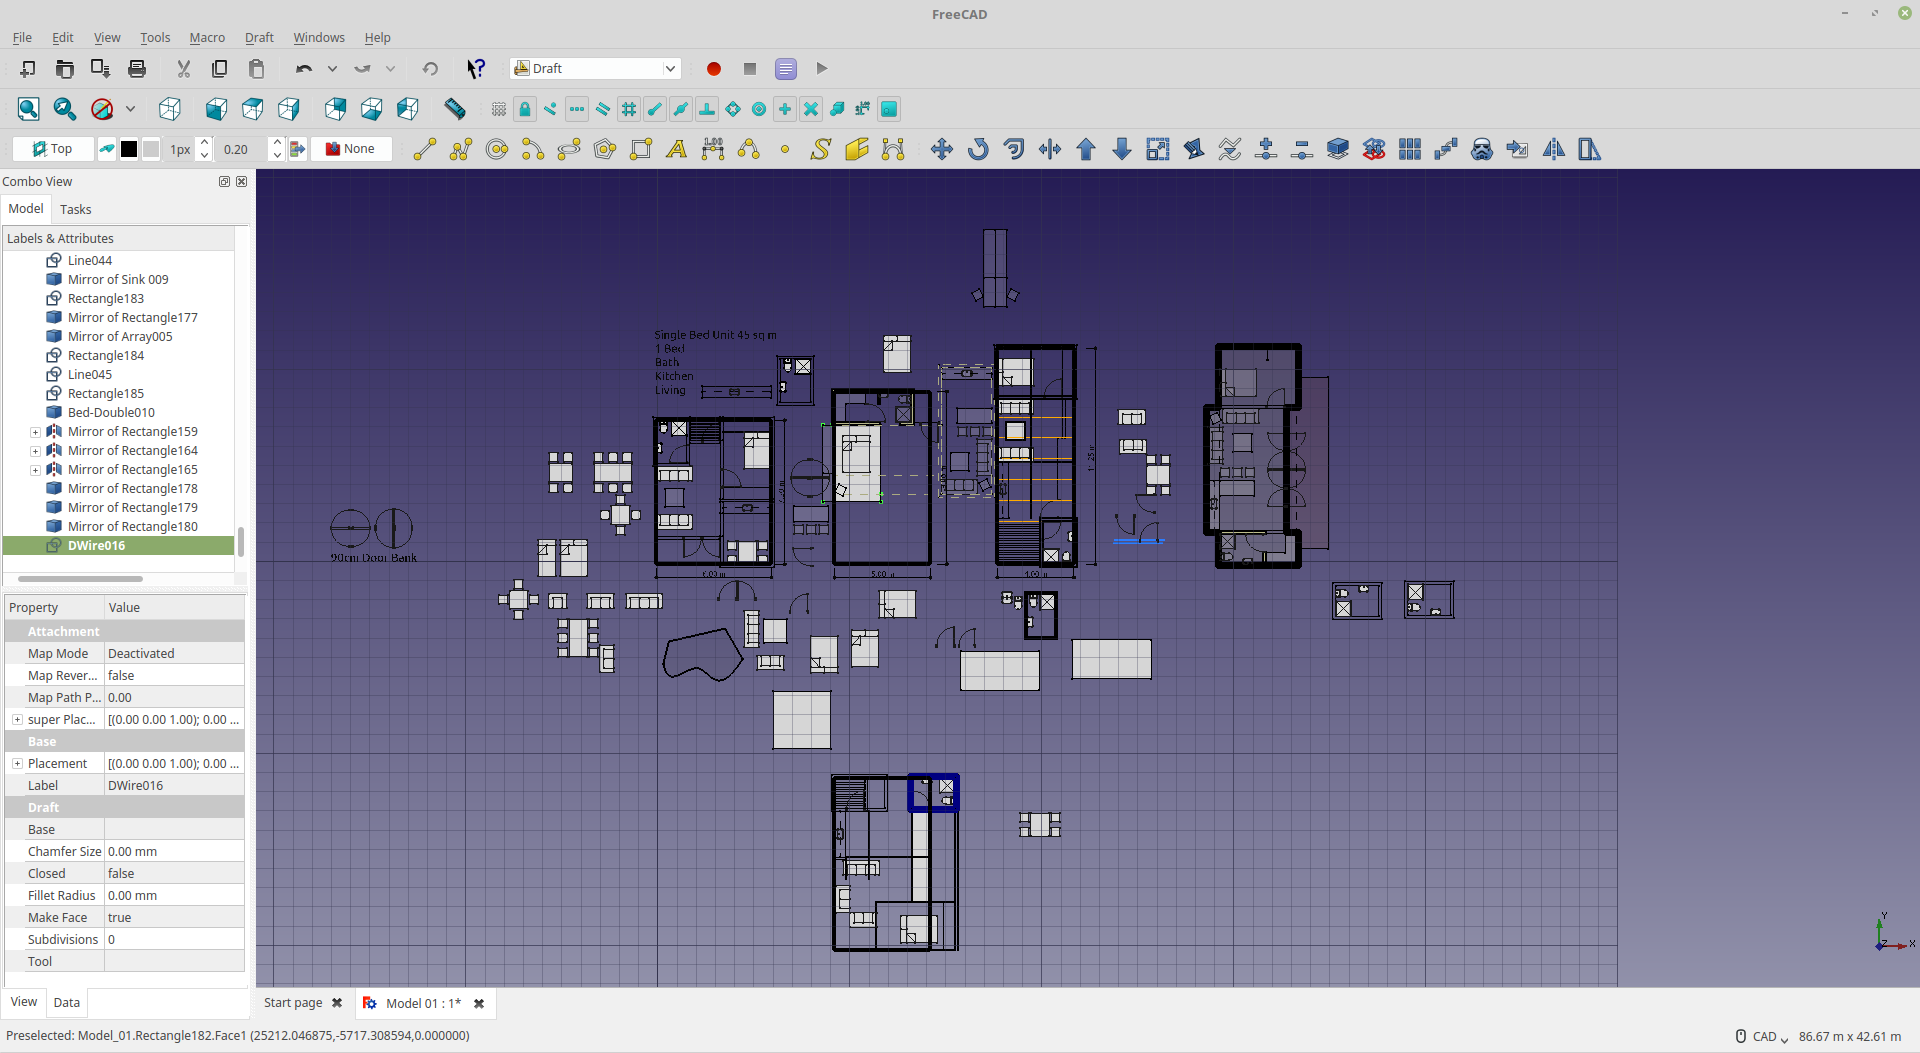 FreeCAD
File Edit View Tools Macro Draft Windows Help
Draft
Top 1px 0.20 None
Combo View
Model Tasks
Labels & Attributes
Line044
Mirror of Sink 009
Rectangle183
Mirror of Rectangle177
Mirror of Array005
Rectangle184
Line045
Rectangle185
Bed-Double010
Mirror of Rectangle159
Mirror of Rectangle164
Mirror of Rectangle165
Mirror of Rectangle178
Mirror of Rectangle179
Mirror of Rectangle180
DWire016
Property Value
Attachment
Map Mode Deactivated
Map Rever... false
Map Path P... 0.00
super Plac... [(0.00 0.00 1.00); 0.00 ...
Base
Placement [(0.00 0.00 1.00); 0.00 ...
Label DWire016
Draft
Base
Chamfer Size 0.00 mm
Closed false
Fillet Radius 0.00 mm
Make Face true
Subdivisions 0
Tool
View Data
Single Bed Unit 45 sq m
1 Bed
Bath
Kitchen
Living
90cm Door Bank
6.00 m
5.00 m
4.00 m
Y
Z X
Start page Model 01 : 1*
Preselected: Model_01.Rectangle182.Face1 (25212.046875,-5717.308594,0.000000)
CAD 86.67 m x 42.61 m